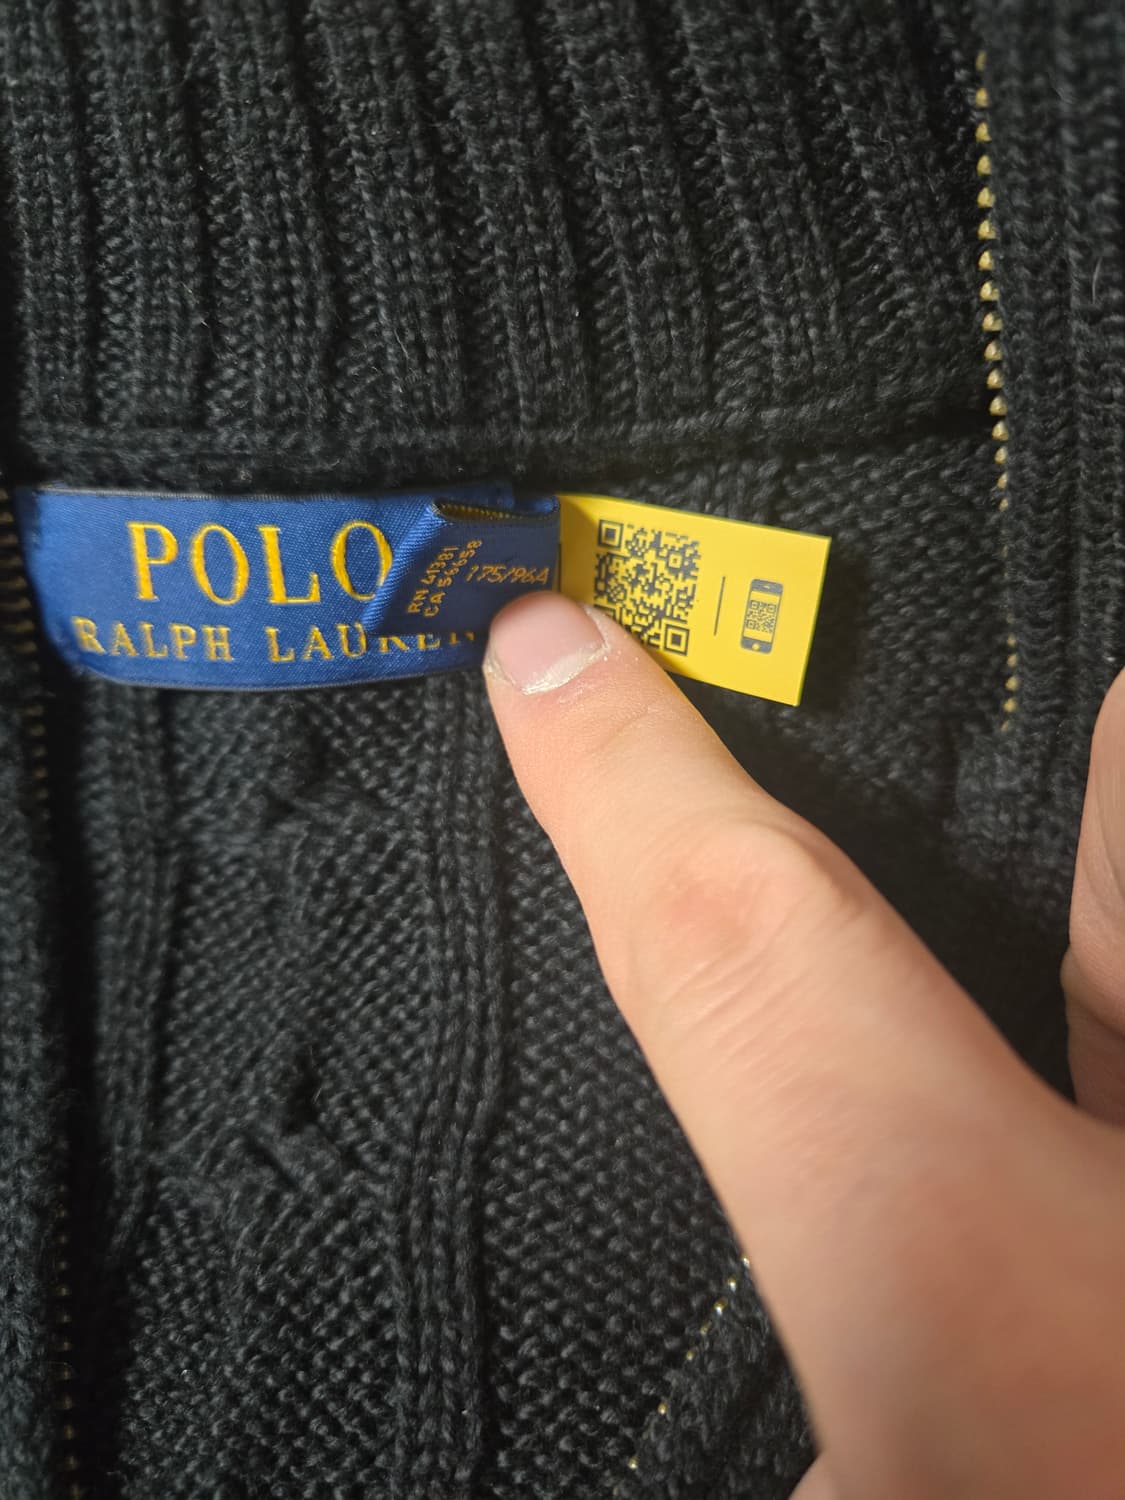 POLO
RALPH LAUREN
RN 41381
CA 56658
175/96A